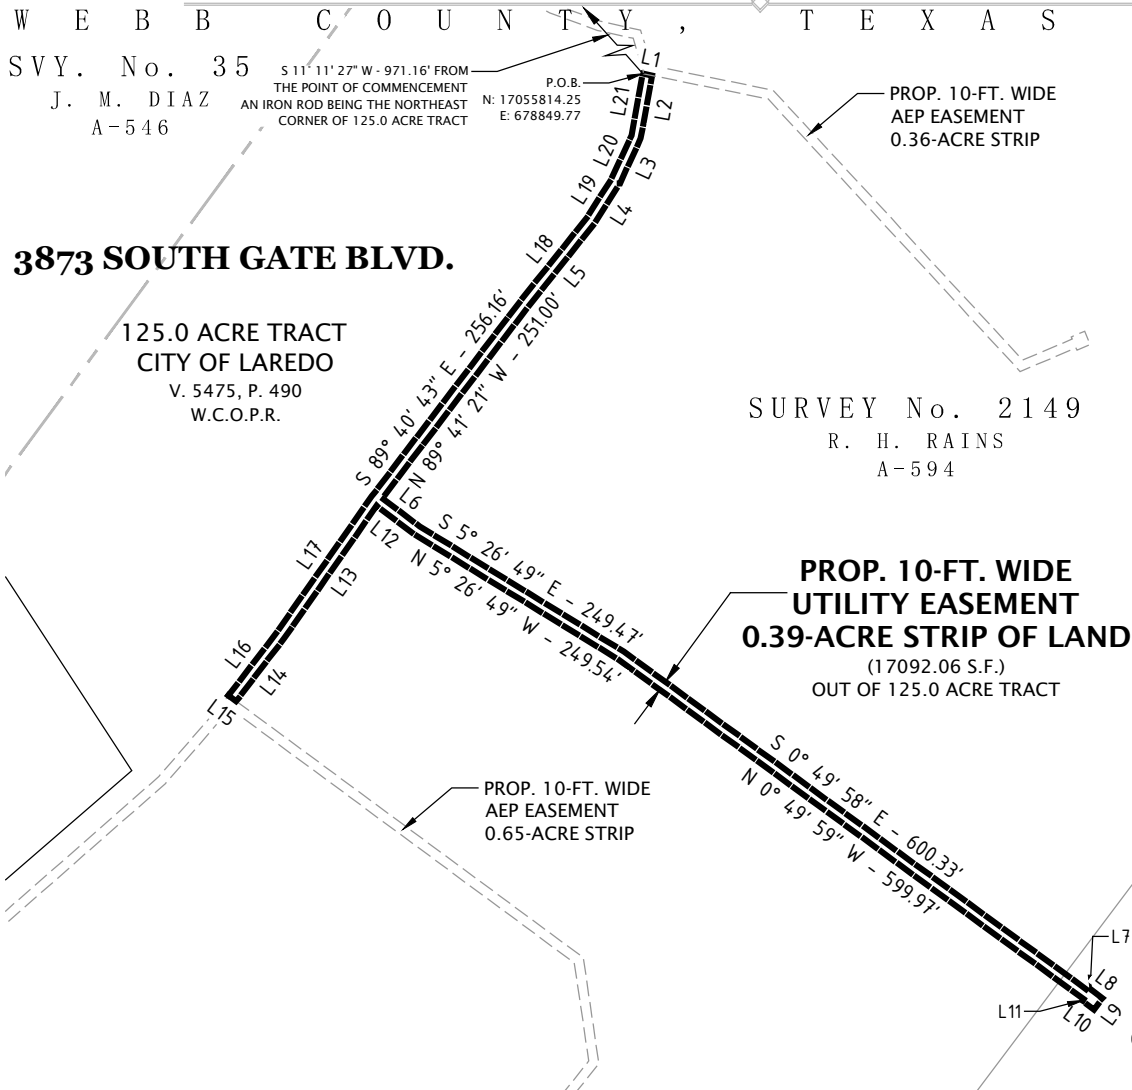 WEBB COUNTY, TEXAS
SVY. No. 35
J. M. DIAZ
A-546
S 11° 11' 27" W - 971.16' FROM
THE POINT OF COMMENCEMENT
AN IRON ROD BEING THE NORTHEAST
CORNER OF 125.0 ACRE TRACT
P.O.B.
N: 17055814.25
E: 678849.77
L1
L21
L2
PROP. 10-FT. WIDE
AEP EASEMENT
0.36-ACRE STRIP
L20
L3
L19
L4
L18
L5
3873 SOUTH GATE BLVD.
125.0 ACRE TRACT
CITY OF LAREDO
V. 5475, P. 490
W.C.O.P.R.
S 89° 40' 43" E - 256.16'
N 89° 41' 21" W - 251.00'
SURVEY No. 2149
R. H. RAINS
A-594
L6
L12
S 5° 26' 49" E - 249.47'
N 5° 26' 49" W - 249.54'
L17
L13
PROP. 10-FT. WIDE
UTILITY EASEMENT
0.39-ACRE STRIP OF LAND
(17092.06 S.F.)
OUT OF 125.0 ACRE TRACT
L16
L14
L15
PROP. 10-FT. WIDE
AEP EASEMENT
0.65-ACRE STRIP
S 0° 49' 58" E - 600.33'
N 0° 49' 59" W - 599.97'
L7
L8
L9
L11
L10